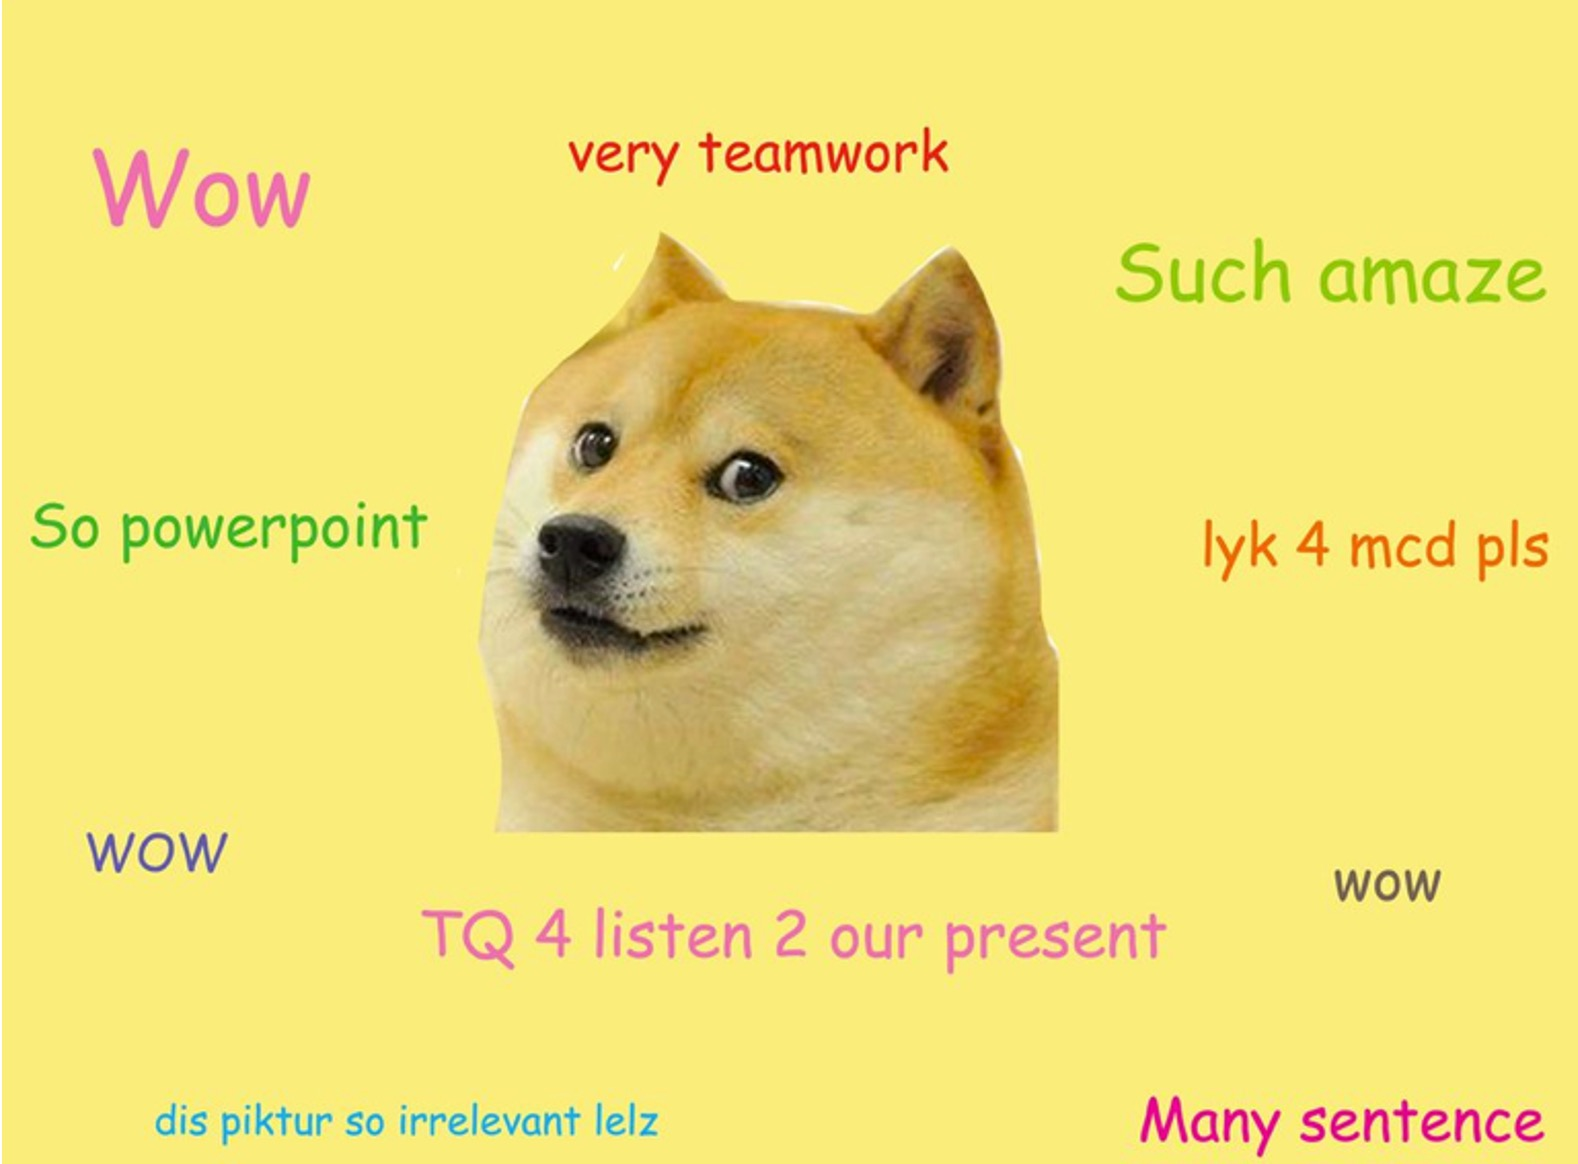 very teamwork
Wow
Such amaze
So powerpoint
lyk 4 mcd pls
wow
wow
TQ 4 listen 2 our present
dis piktur so irrelevant lelz
Many sentence